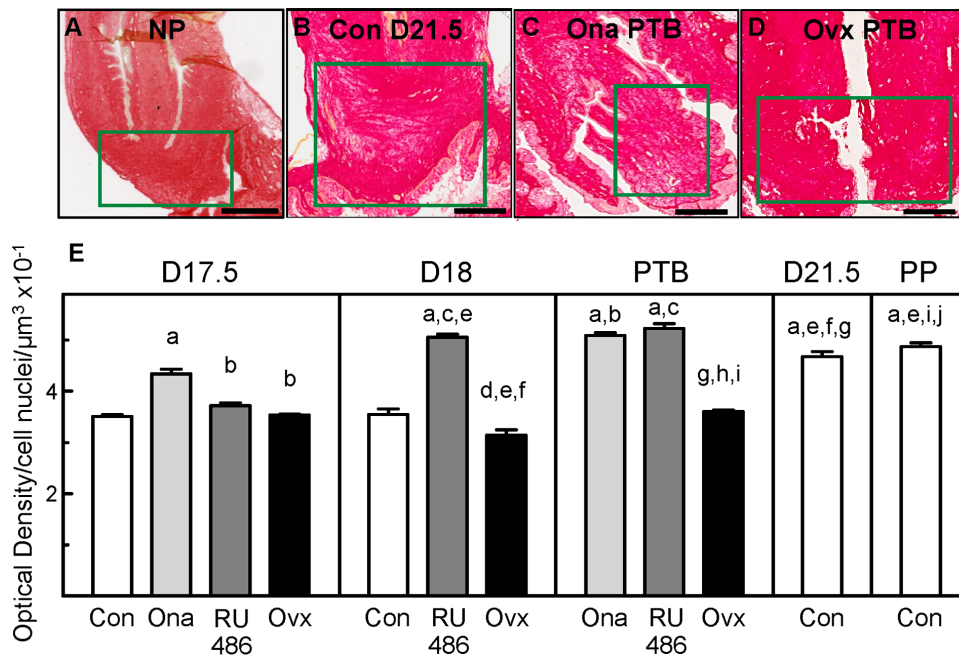 A NP
B Con D21.5
C Ona PTB
D Ovx PTB
E
D17.5 D18 PTB D21.5 PP
Optical Density/cell nuclei/µm³ x10⁻¹
4
2
a
b
b
a,c,e
d,e,f
a,b
a,c
g,h,i
a,e,f,g
a,e,i,j
Con Ona RU Ovx Con RU Ovx Ona RU Ovx Con Con
486 486 486